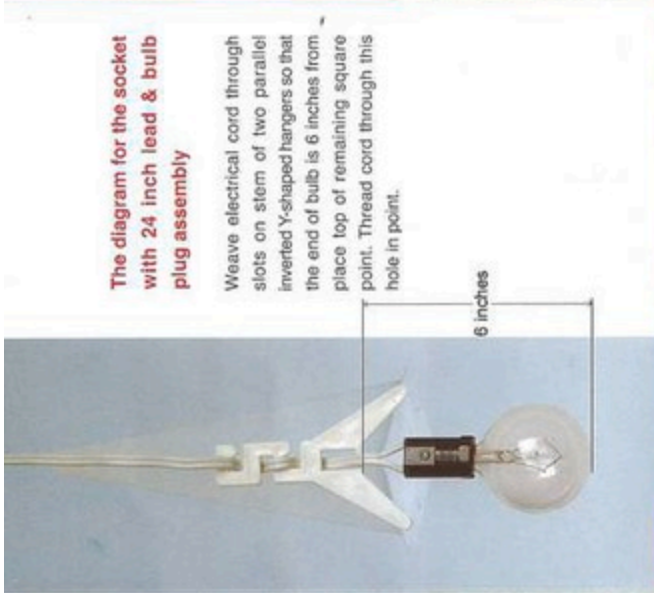 The diagram for the socket
with 24 inch lead & bulb
plug assembly
Weave electrical cord through
slots on stem of two parallel
inverted Y-shaped hangers so that
the end of bulb is 6 inches from
place top of remaining square
point. Thread cord through this
hole in point.
6 inches